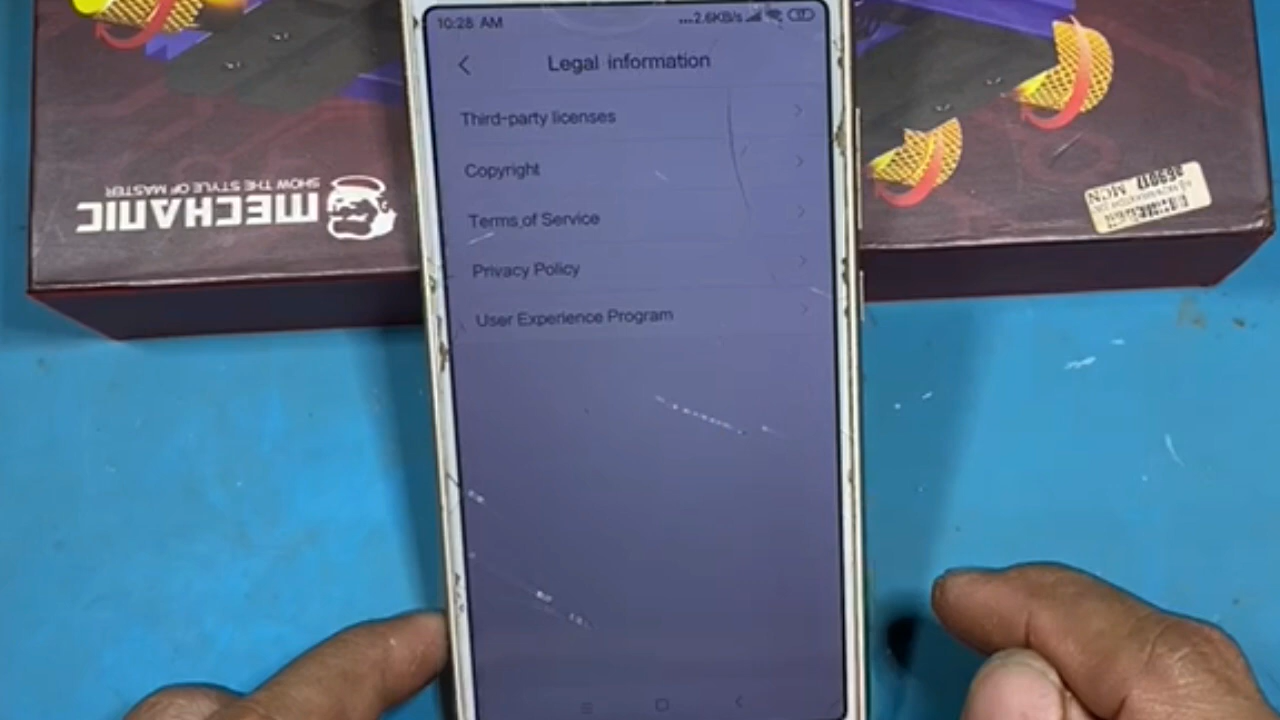 10:28 AM
...2.6KB/s
Legal information
Third-party licenses
Copyright
Terms of Service
Privacy Policy
User Experience Program
SHOW THE STYLE OF MASTER
MECHANIC